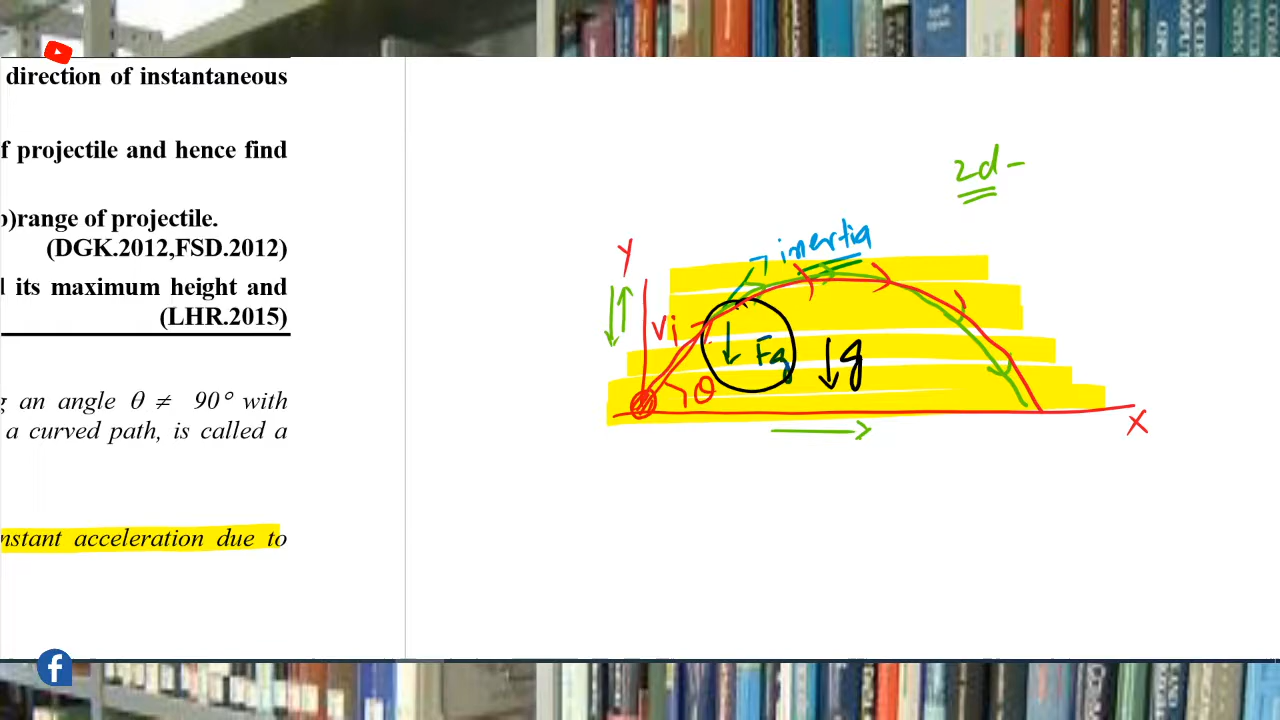 direction of instantaneous
f projectile and hence find
o)range of projectile.
(DGK.2012,FSD.2012)
l its maximum height and
(LHR.2015)
g an angle θ ≠ 90° with
a curved path, is called a
nstant acceleration due to
2d-
inertia
Y
Vi
Fg
g
θ
X
f